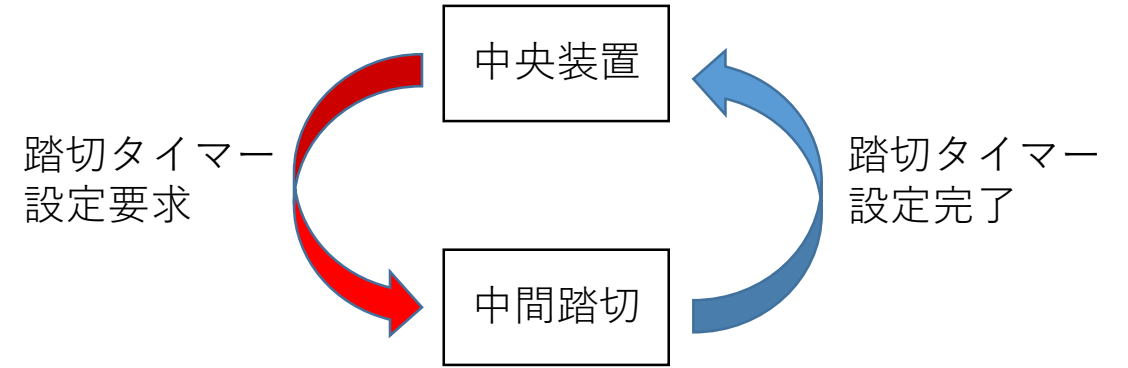 中央装置
踏切タイマー
設定要求
踏切タイマー
設定完了
中間踏切